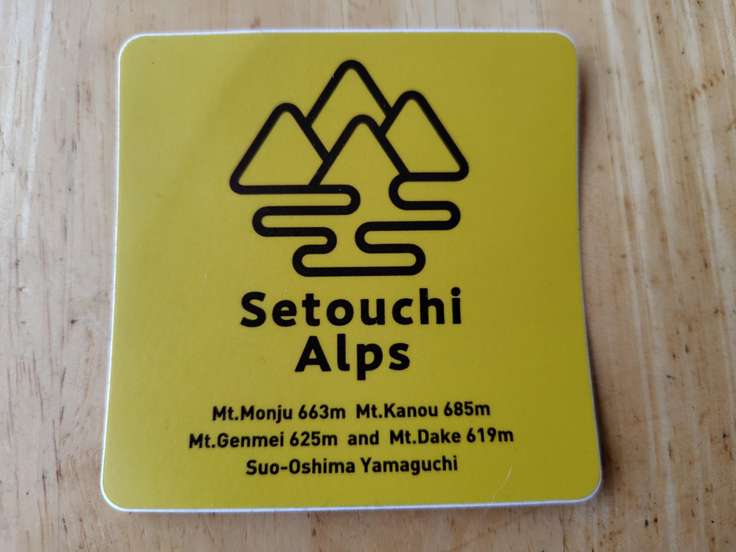 Setouchi
Alps
Mt.Monju 663m Mt.Kanou 685m
Mt.Genmei 625m and Mt.Dake 619m
Suo-Oshima Yamaguchi